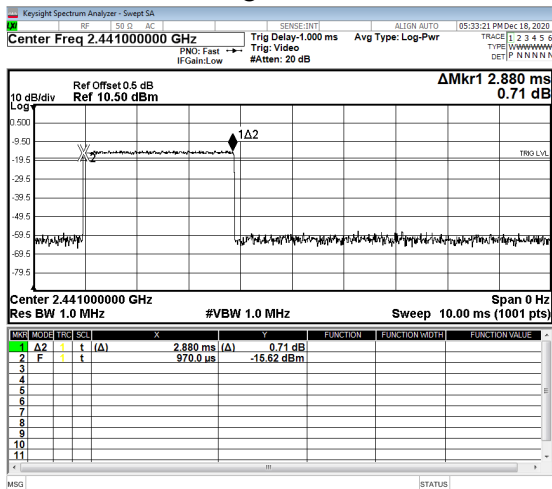 Keysight Spectrum Analyzer - Swept SA
LXI RF 50 Ω AC SENSE:INT ALIGN AUTO 05:33:21 PM Dec 18, 2020
Center Freq 2.441000000 GHz Trig Delay-1.000 ms Avg Type: Log-Pwr TRACE 1 2 3 4 5 6
PNO: Fast Trig: Video TYPE WWWWWW
IFGain:Low #Atten: 20 dB DET P N N N N N
ΔMkr1 2.880 ms
Ref Offset 0.5 dB 0.71 dB
10 dB/div Ref 10.50 dBm
Log
0.500
1Δ2
-9.50
TRIG LVL
2
-19.5
-29.5
-39.5
-49.5
-59.5
-69.5
-79.5
Center 2.441000000 GHz Span 0 Hz
Res BW 1.0 MHz #VBW 1.0 MHz Sweep 10.00 ms (1001 pts)
MKR MODE TRC SCL X Y FUNCTION FUNCTION WIDTH FUNCTION VALUE
1 Δ2 1 t (Δ) 2.880 ms (Δ) 0.71 dB
2 F 1 t 970.0 µs -15.62 dBm
3
4
5
6
7
8
9
10
11
MSG STATUS